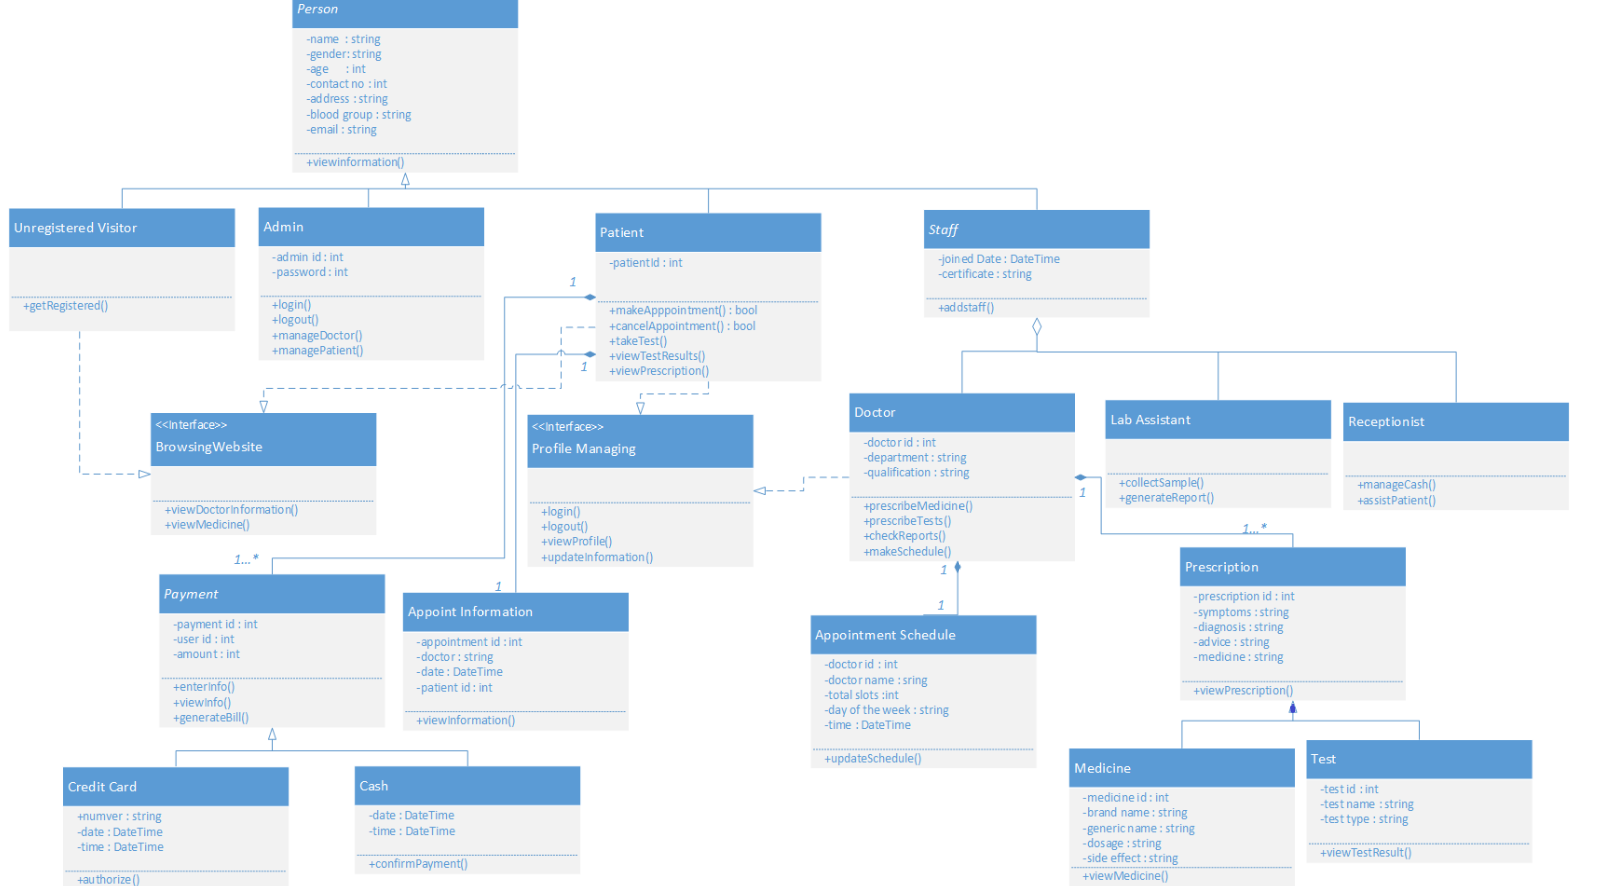 Person
-name : string
-gender: string
-age : int
-contact no : int
-address : string
-blood group : string
-email : string
+viewinformation()
Unregistered Visitor
+getRegistered()
Admin
-admin id : int
-password : int
+login()
+logout()
+manageDoctor()
+managePatient()
Patient
-patientId : int
+makeApppointment() : bool
+cancelAppointment() : bool
+takeTest()
+viewTestResults()
+viewPrescription()
1
1
Staff
-joined Date : DateTime
-certificate : string
+addstaff()
<<Interface>>
BrowsingWebsite
+viewDoctorInformation()
+viewMedicine()
<<Interface>>
Profile Managing
+login()
+logout()
+viewProfile()
+updateInformation()
Doctor
-doctor id : int
-department : string
-qualification : string
+prescribeMedicine()
+prescribeTests()
+checkReports()
+makeSchedule()
1
1
Lab Assistant
+collectSample()
+generateReport()
Receptionist
+manageCash()
+assistPatient()
1...*
Payment
-payment id : int
-user id : int
-amount : int
+enterInfo()
+viewInfo()
+generateBill()
1
Appoint Information
-appointment id : int
-doctor : string
-date : DateTime
-patient id : int
+viewInformation()
1
Appointment Schedule
-doctor id : int
-doctor name : sring
-total slots :int
-day of the week : string
-time : DateTime
+updateSchedule()
1...*
Prescription
-prescription id : int
-symptoms : string
-diagnosis : string
-advice : string
-medicine : string
+viewPrescription()
Credit Card
+numver : string
-date : DateTime
-time : DateTime
+authorize()
Cash
-date : DateTime
-time : DateTime
+confirmPayment()
Medicine
-medicine id : int
-brand name : string
-generic name : string
-dosage : string
-side effect : string
+viewMedicine()
Test
-test id : int
-test name : string
-test type : string
+viewTestResult()